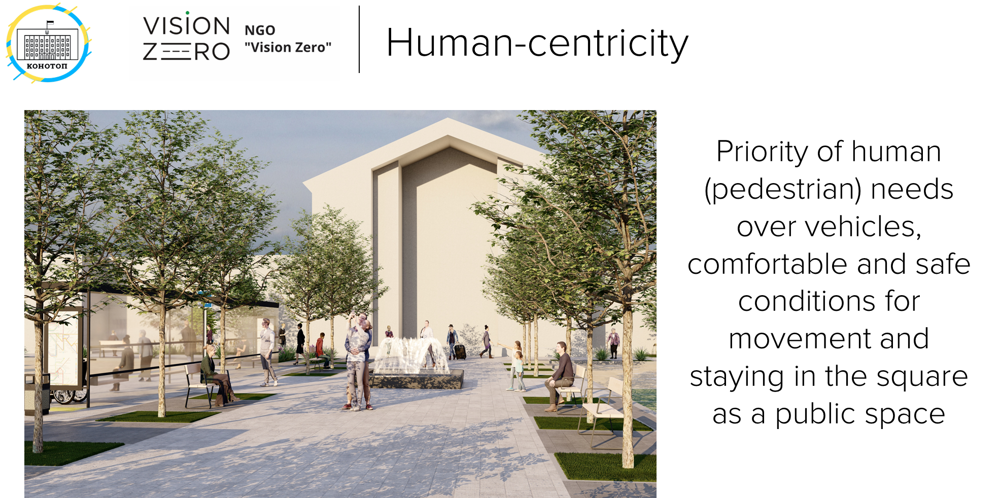 КОНОТОП
VISION
ZERO
NGO
"Vision Zero"
Human-centricity
Priority of human
(pedestrian) needs
over vehicles,
comfortable and safe
conditions for
movement and
staying in the square
as a public space